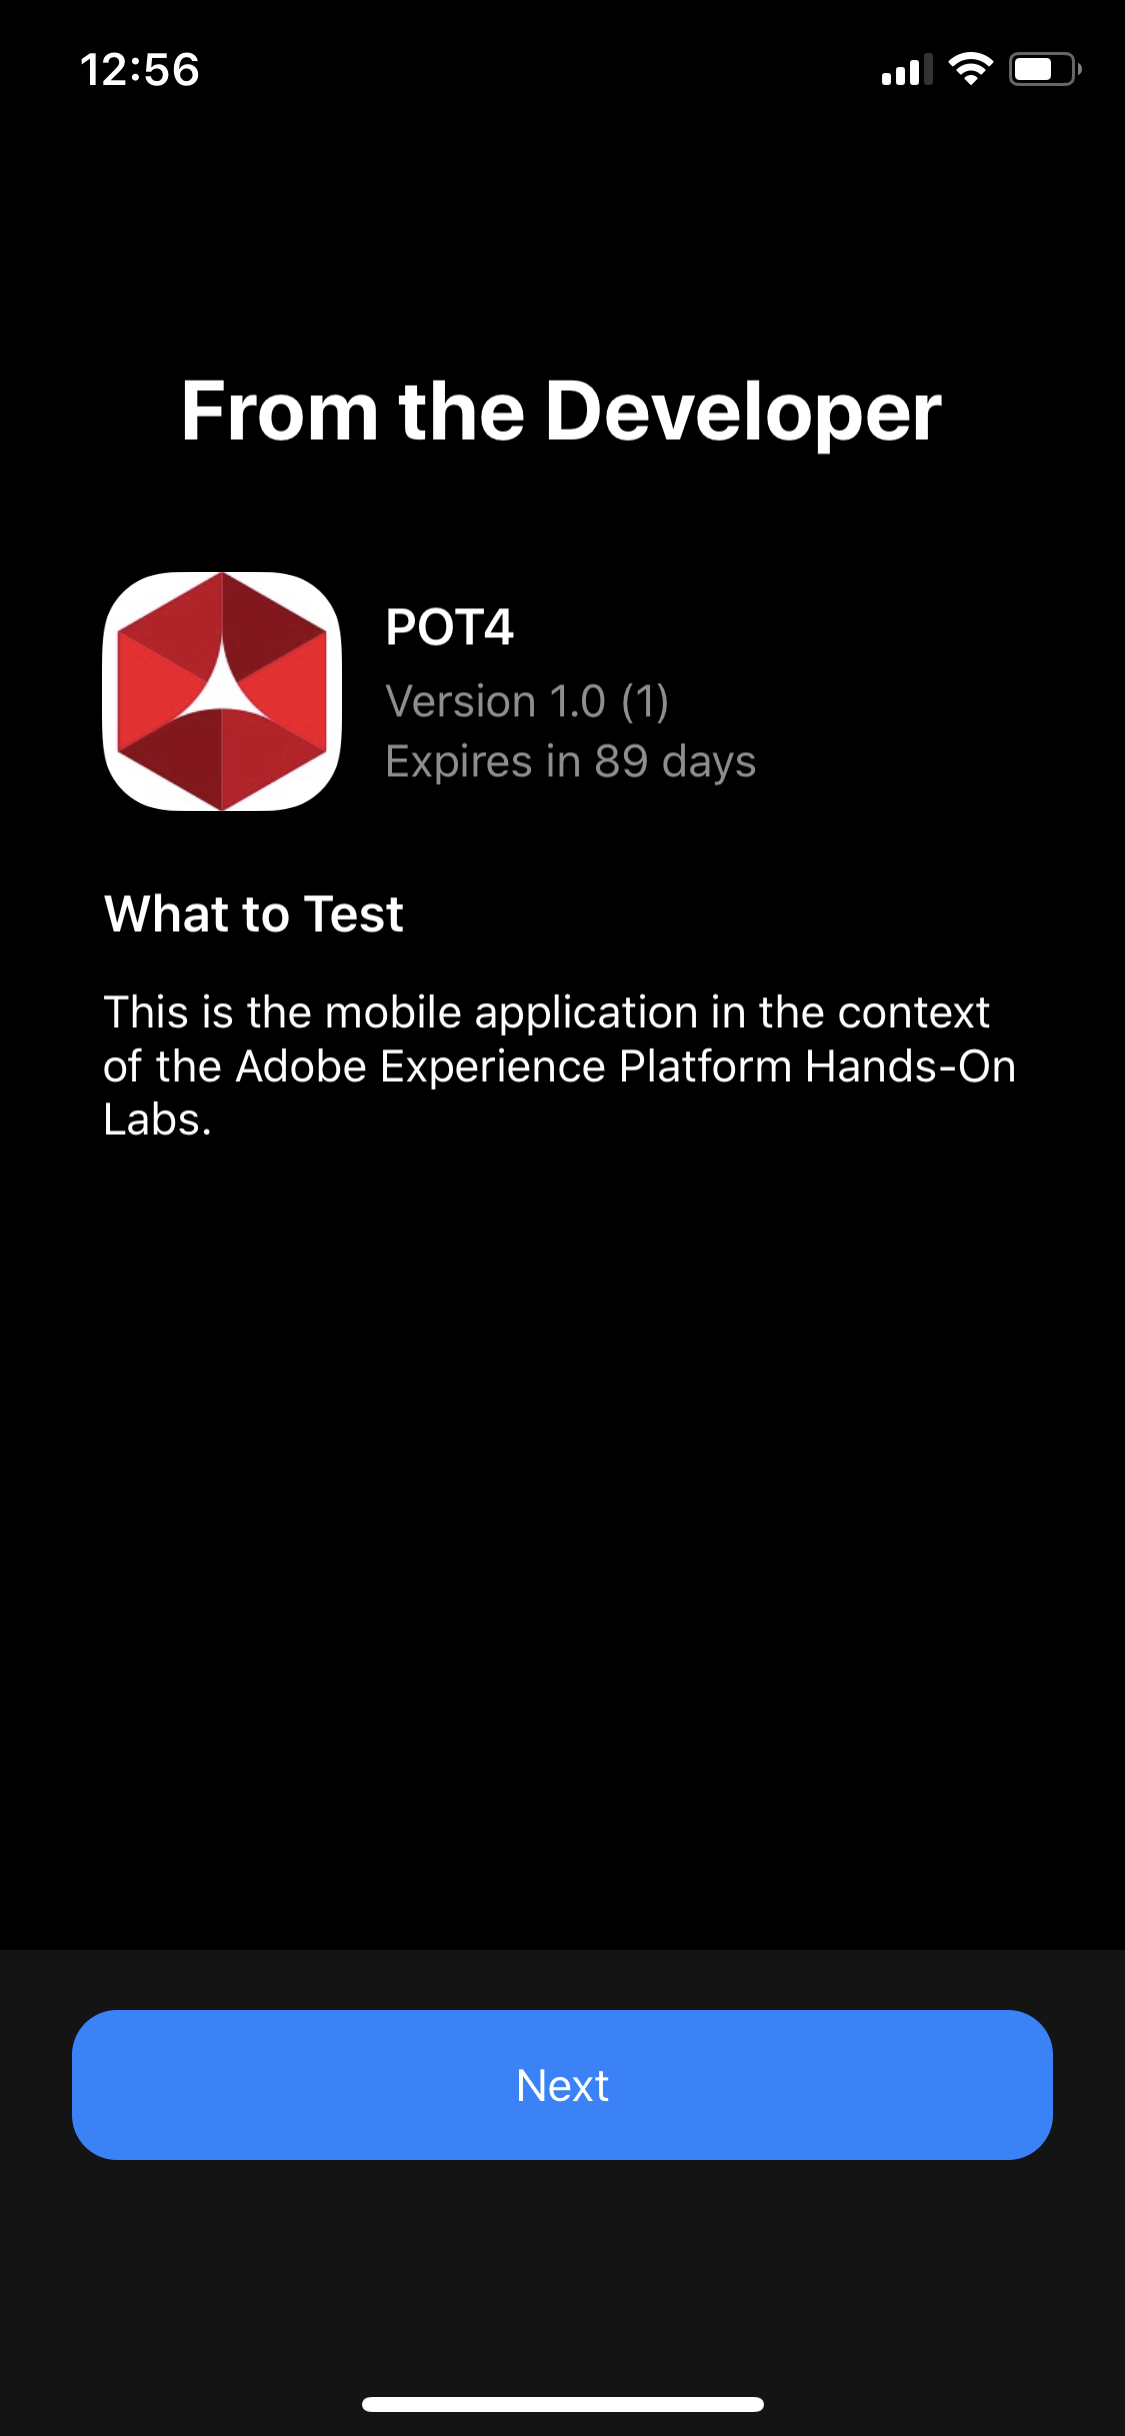 12:56
From the Developer
POT4
Version 1.0 (1)
Expires in 89 days
What to Test
This is the mobile application in the context
of the Adobe Experience Platform Hands-On
Labs.
Next